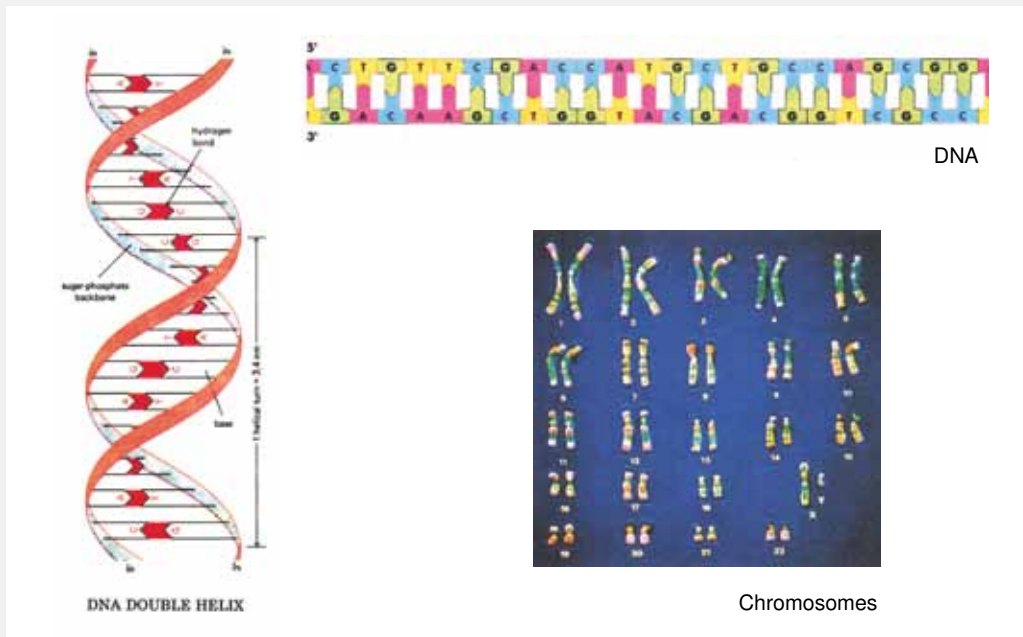 hydrogen
bond
sugar-phosphate
backbone
base
1 helical turn = 3.4 nm
DNA DOUBLE HELIX
5'
A C T G T T C G A C C A T G C T G C C A G C G G
T G A C A A G C T G G T A C G A C G G T C G C C
3'
DNA
1 2 3 4 5
6 7 8 9 10
11 12 13 14 15
16 17 18
Y
X
19 20 21 22
Chromosomes